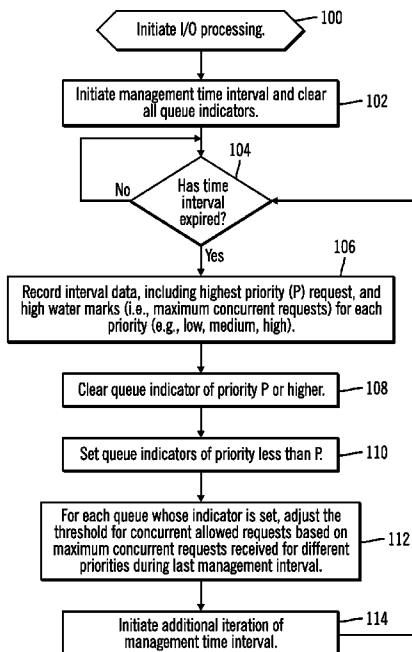 Initiate I/O processing.
100
Initiate management time interval and clear
all queue indicators.
102
104
Has time
interval
expired?
No
Yes
106
Record interval data, including highest priority (P) request, and
high water marks (i.e., maximum concurrent requests) for each
priority (e.g., low, medium, high).
Clear queue indicator of priority P or higher.
108
Set queue indicators of priority less than P.
110
For each queue whose indicator is set, adjust the
threshold for concurrent allowed requests based on
maximum concurrent requests received for different
priorities during last management interval.
112
Initiate additional iteration of
management time interval.
114